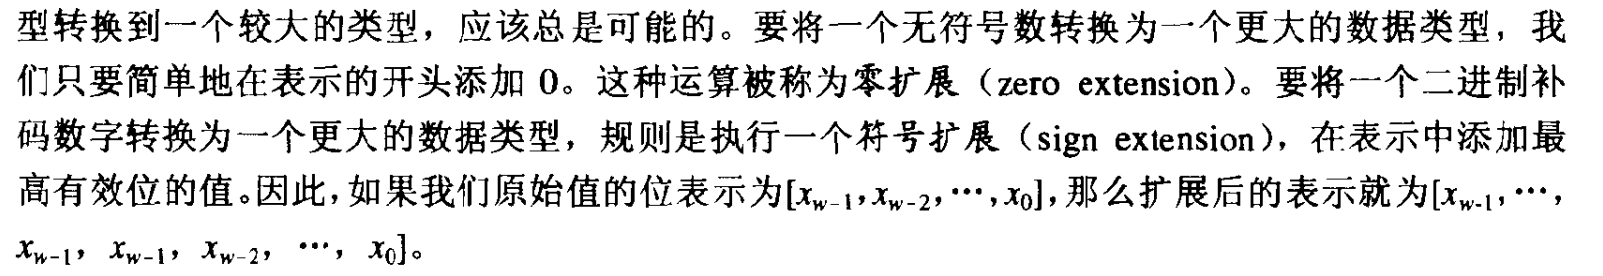 型转换到一个较大的类型，应该总是可能的。要将一个无符号数转换为一个更大的数据类型，我
们只要简单地在表示的开头添加 0。这种运算被称为零扩展（zero extension）。要将一个二进制补
码数字转换为一个更大的数据类型，规则是执行一个符号扩展（sign extension），在表示中添加最
高有效位的值。因此，如果我们原始值的位表示为[x_{w-1}, x_{w-2}, ⋯, x_0]，那么扩展后的表示就为[x_{w-1}, ⋯,
x_{w-1}, x_{w-1}, x_{w-2}, ⋯, x_0]。